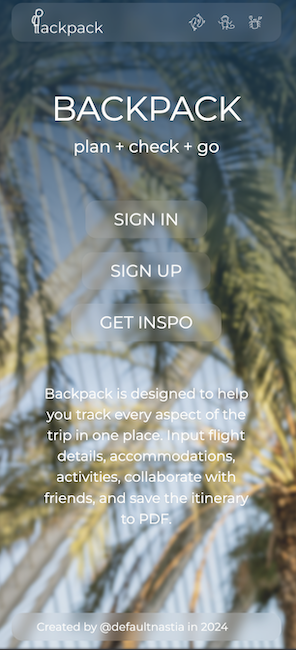 Backpack
BACKPACK
plan + check + go
SIGN IN
SIGN UP
GET INSPO
Backpack is designed to help
you track every aspect of the
trip in one place. Input flight
details, accommodations,
activities, collaborate with
friends, and save the itinerary
to PDF.
Created by @defaultnastia in 2024